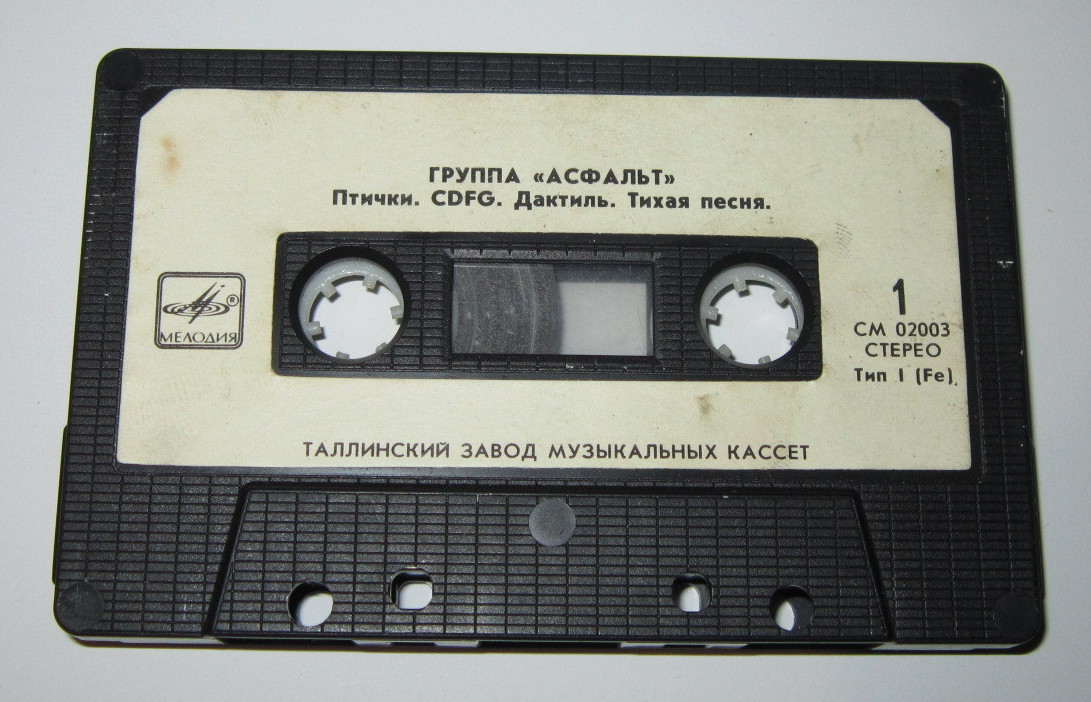 ГРУППА «АСФАЛЬТ»
Птички. CDFG. Дактиль. Тихая песня.
®
МЕЛОДИЯ
1
СМ 02003
СТЕРЕО
Тип I (Fe).
ТАЛЛИНСКИЙ ЗАВОД МУЗЫКАЛЬНЫХ КАССЕТ